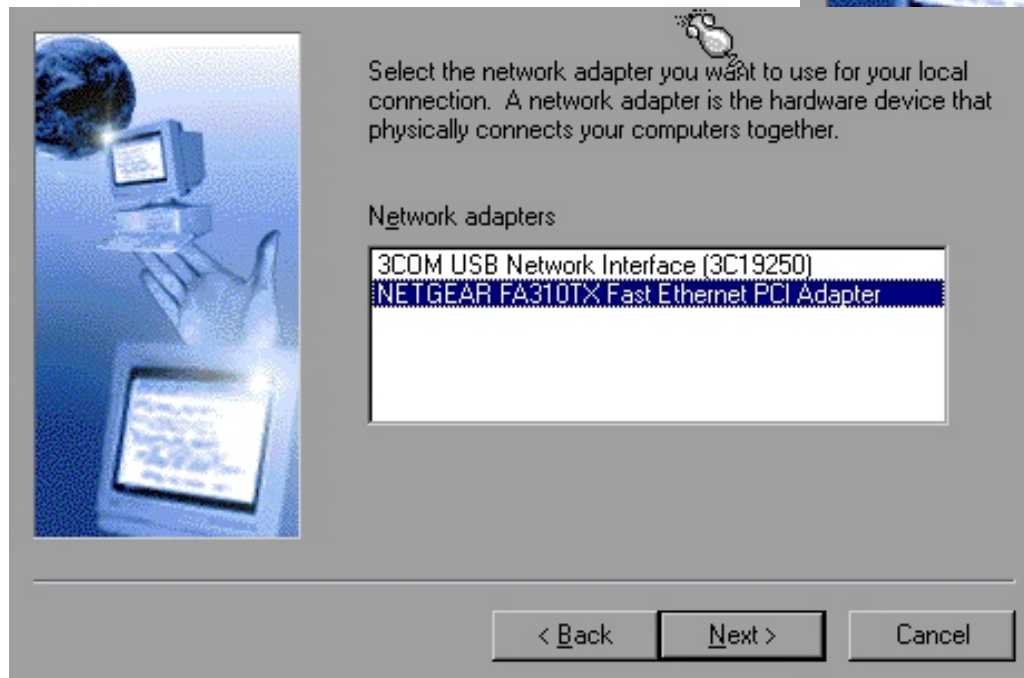 Select the network adapter you want to use for your local
connection.  A network adapter is the hardware device that
physically connects your computers together.
Network adapters
3COM USB Network Interface (3C19250)
NETGEAR FA310TX Fast Ethernet PCI Adapter
< Back
Next >
Cancel